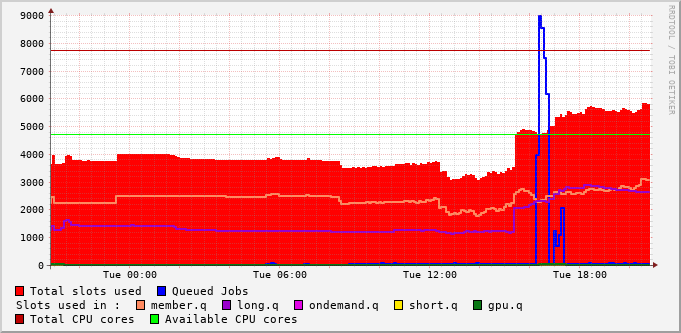 9000
8000
7000
6000
5000
4000
3000
2000
1000
0
Tue 00:00 Tue 06:00 Tue 12:00 Tue 18:00
RRDTOOL / TOBI OETIKER
Total slots used Queued Jobs
Slots used in : member.q long.q ondemand.q short.q gpu.q
Total CPU cores Available CPU cores